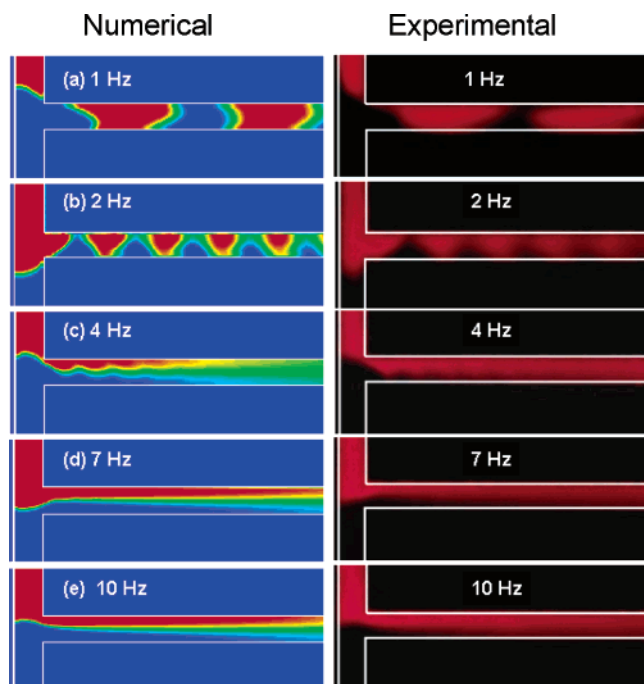 Numerical Experimental
(a) 1 Hz 1 Hz
(b) 2 Hz 2 Hz
(c) 4 Hz 4 Hz
(d) 7 Hz 7 Hz
(e) 10 Hz 10 Hz